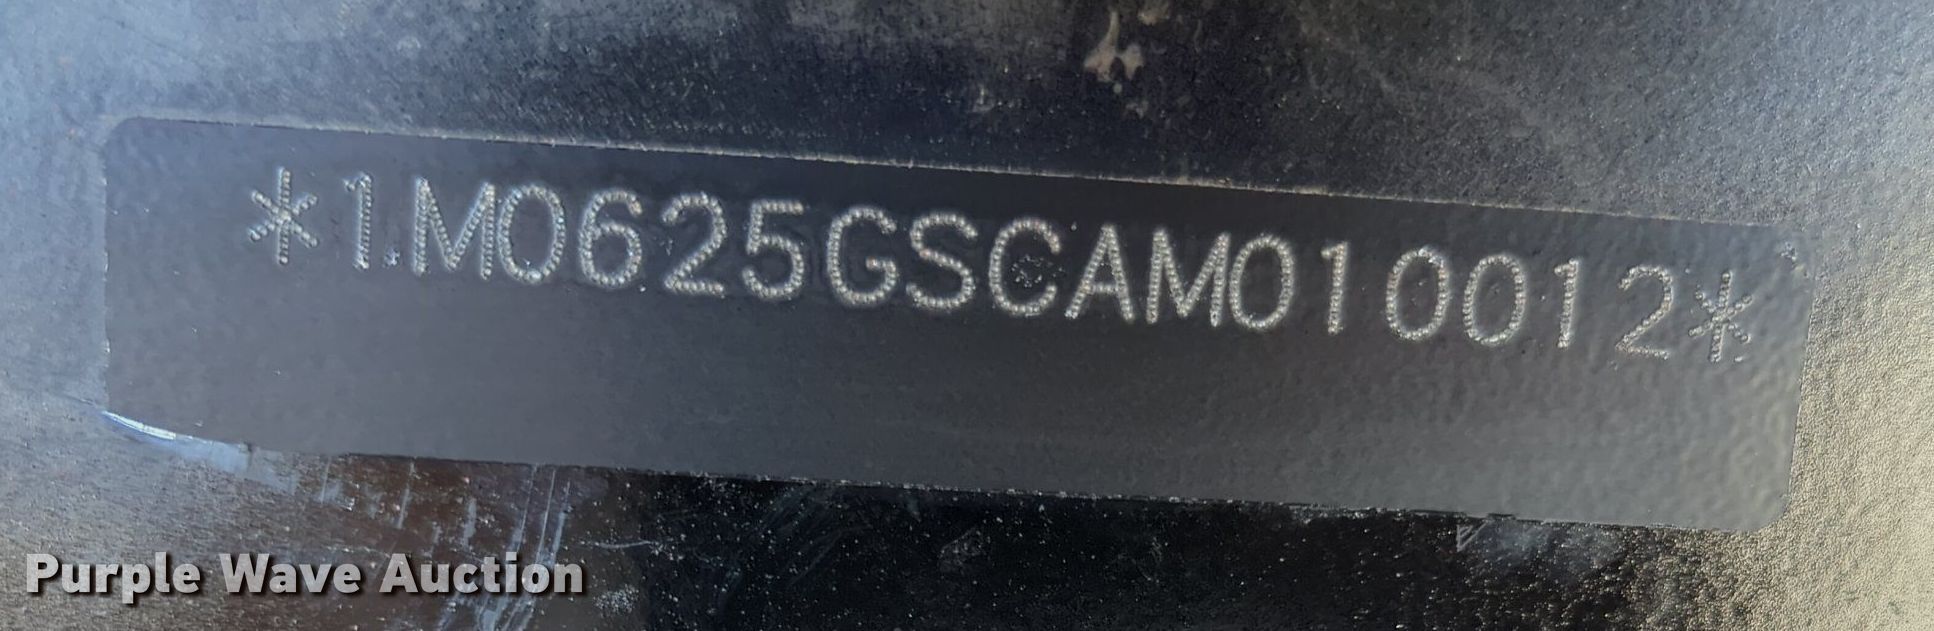 *1M0625GSCAM010012*
Purple Wave Auction